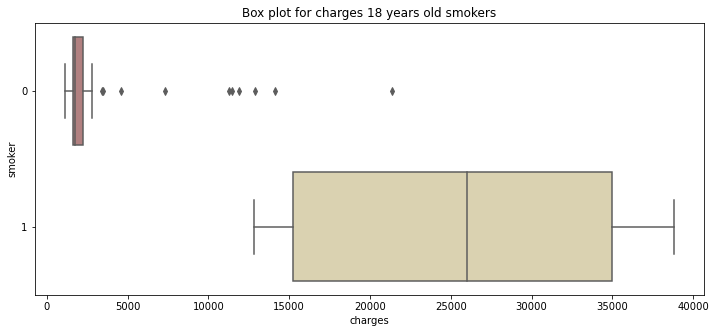 Box plot for charges 18 years old smokers
smoker
0
1
0 5000 10000 15000 20000 25000 30000 35000 40000
charges